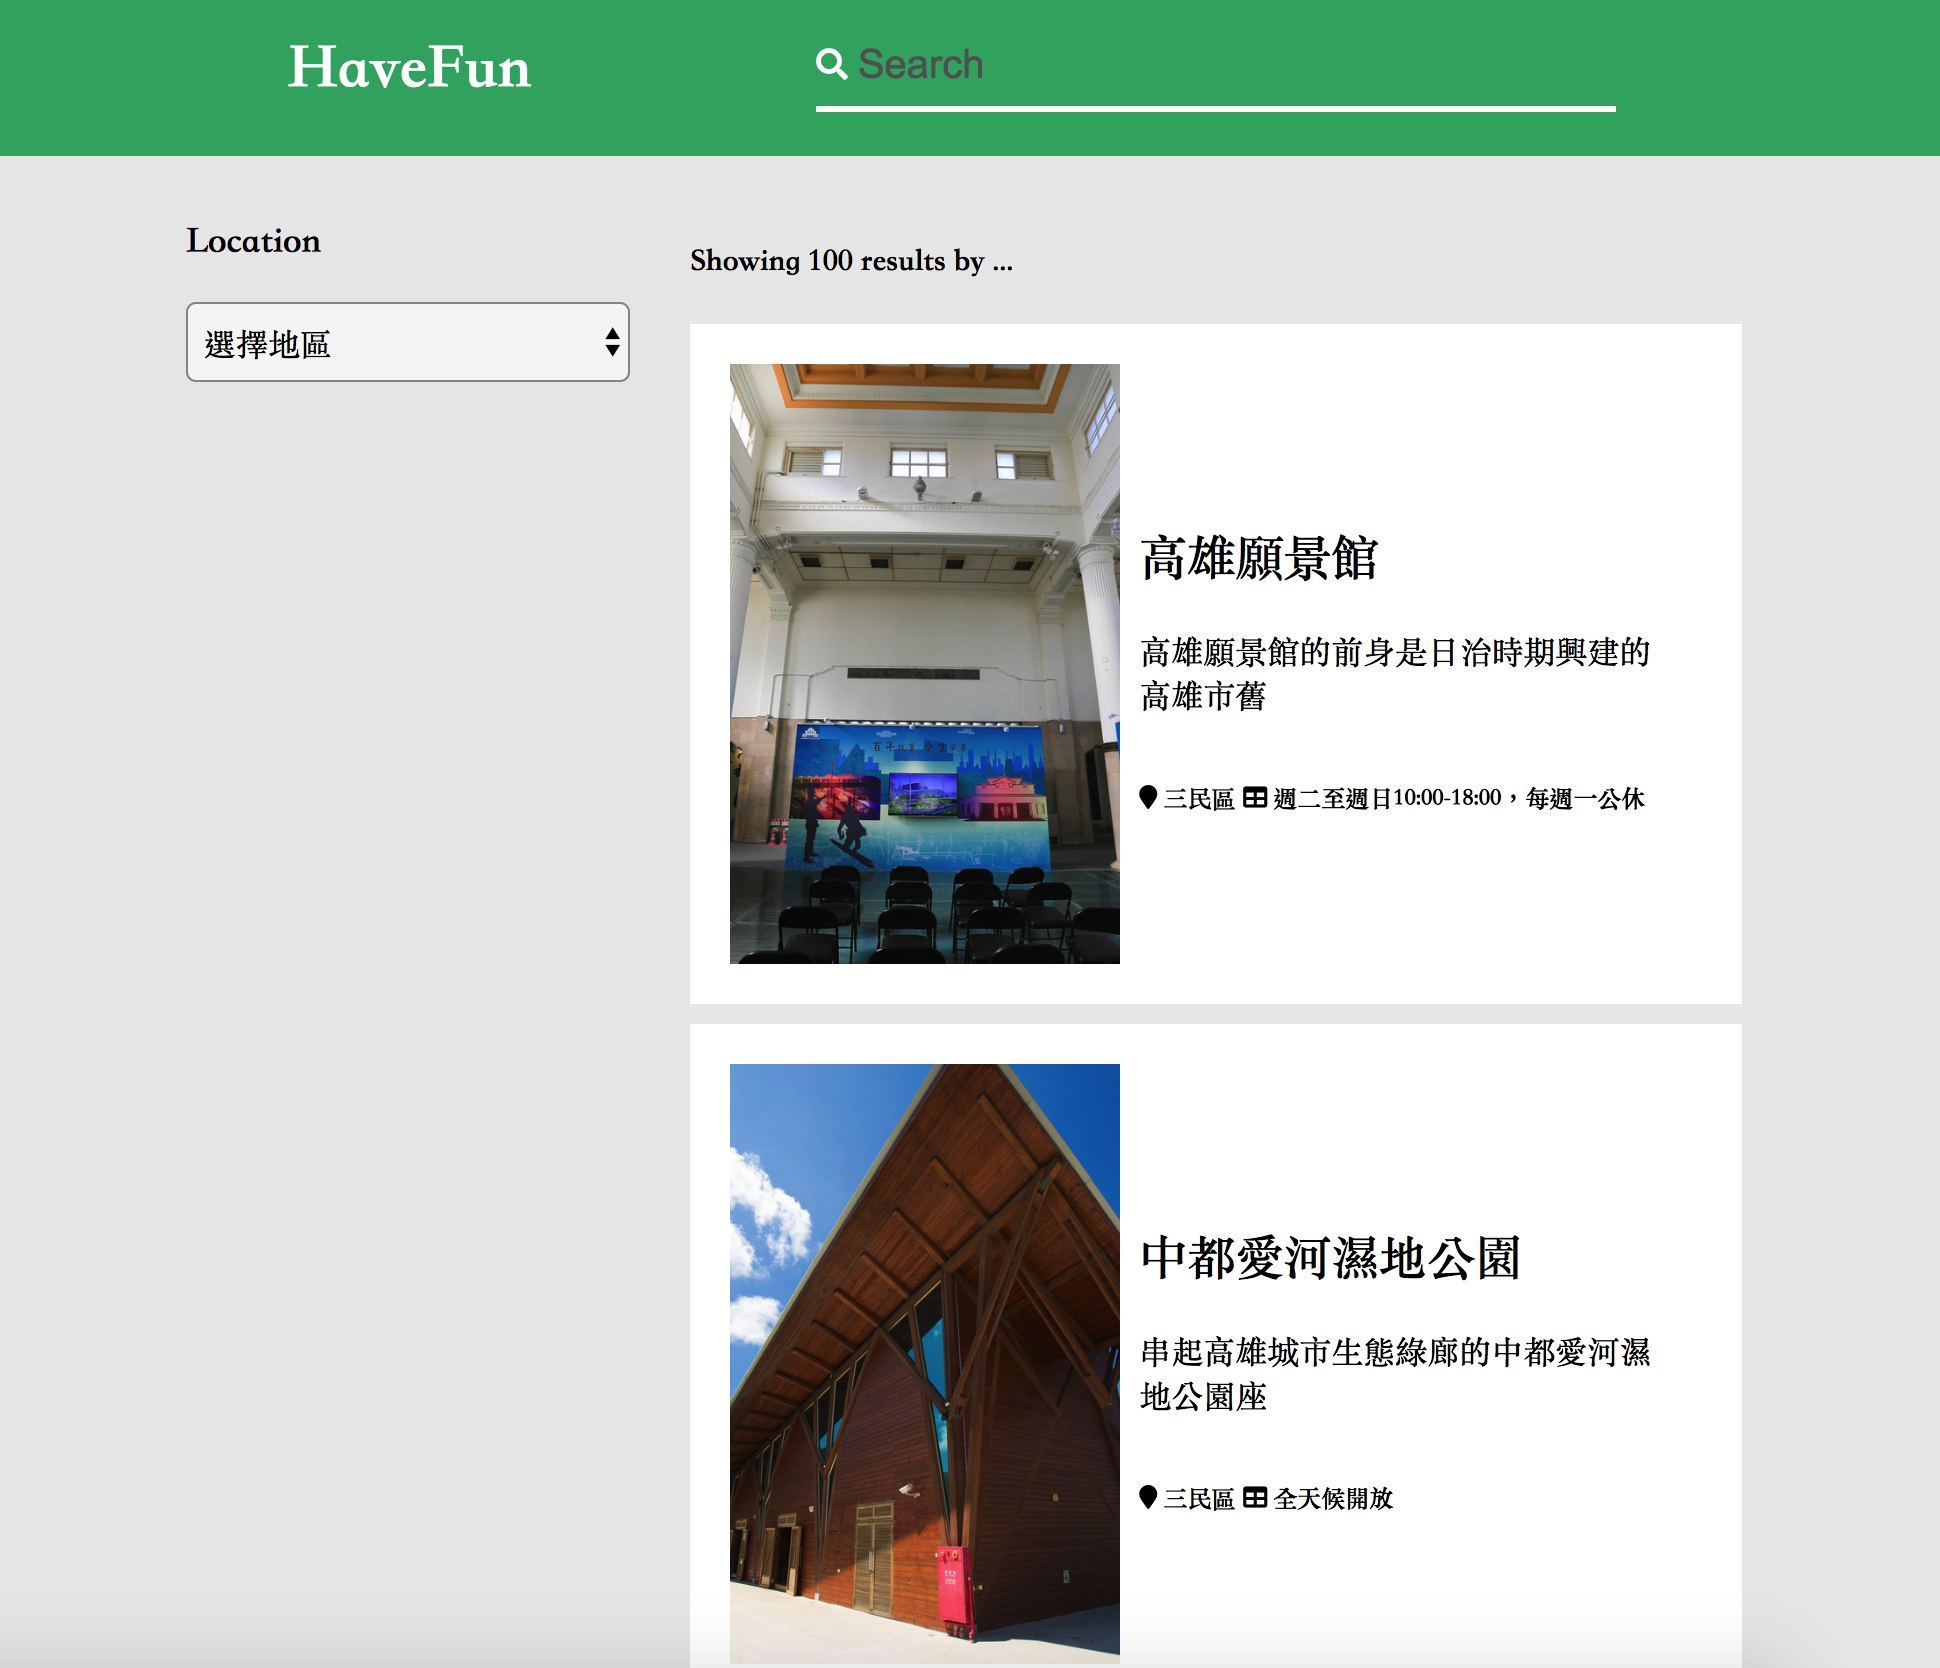 HaveFun
Search
Location
選擇地區
Showing 100 results by ...
高雄願景館
高雄願景館的前身是日治時期興建的
高雄市舊
三民區 週二至週日10:00-18:00，每週一公休
中都愛河濕地公園
串起高雄城市生態綠廊的中都愛河濕
地公園座
三民區 全天候開放